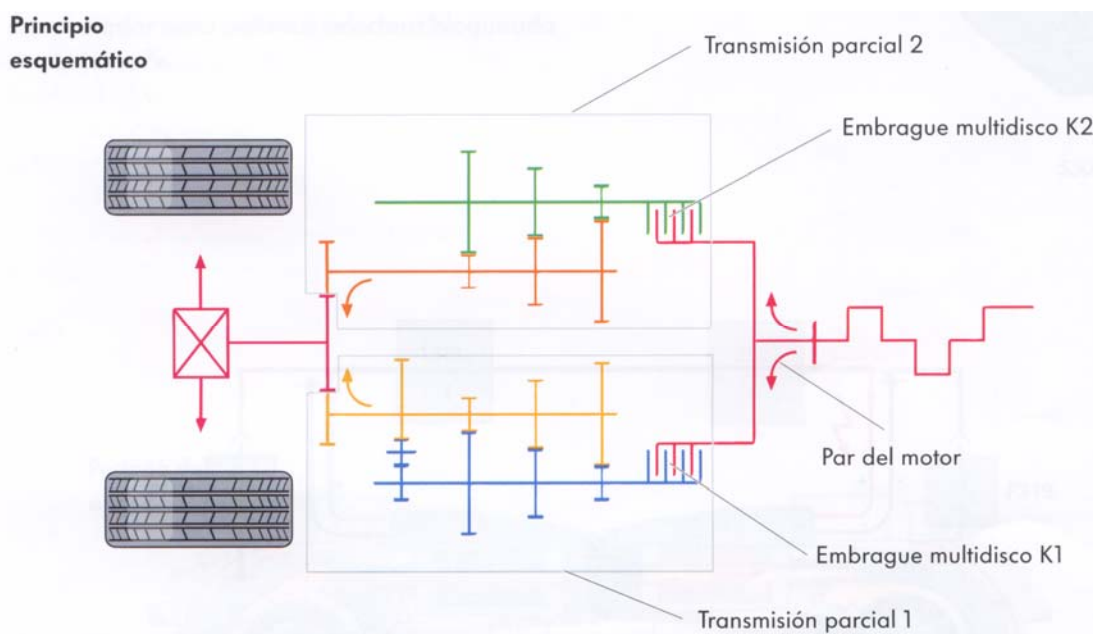 Principio
esquemático
Transmisión parcial 2
Embrague multidisco K2
Par del motor
Embrague multidisco K1
Transmisión parcial 1